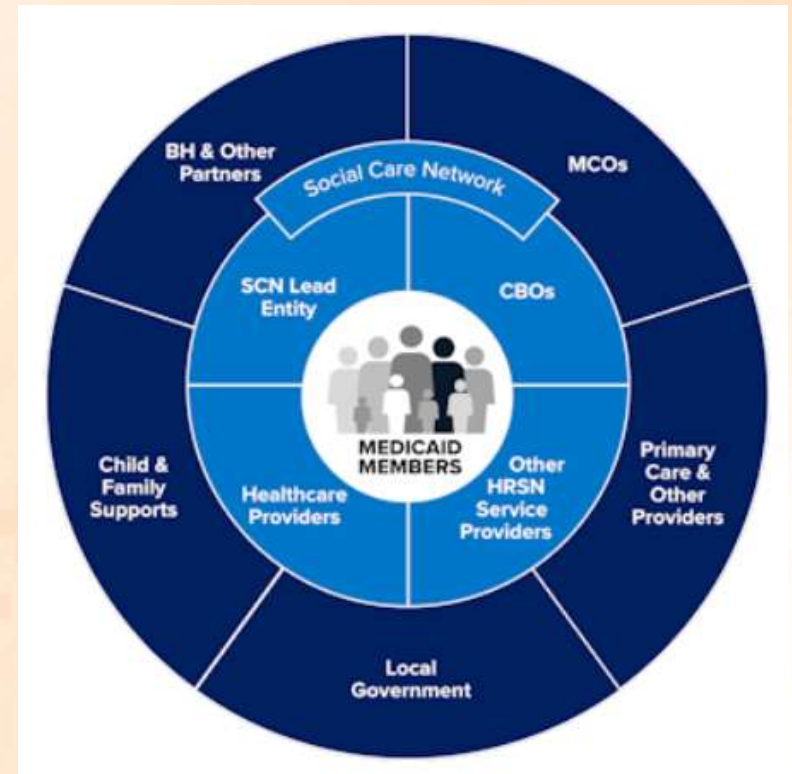 BH & Other
Partners
MCOs
Social Care Network
SCN Lead
Entity
CBOs
MEDICAID
MEMBERS
Child &
Family
Supports
Healthcare
Providers
Other
HRSN
Service
Providers
Primary
Care &
Other
Providers
Local
Government